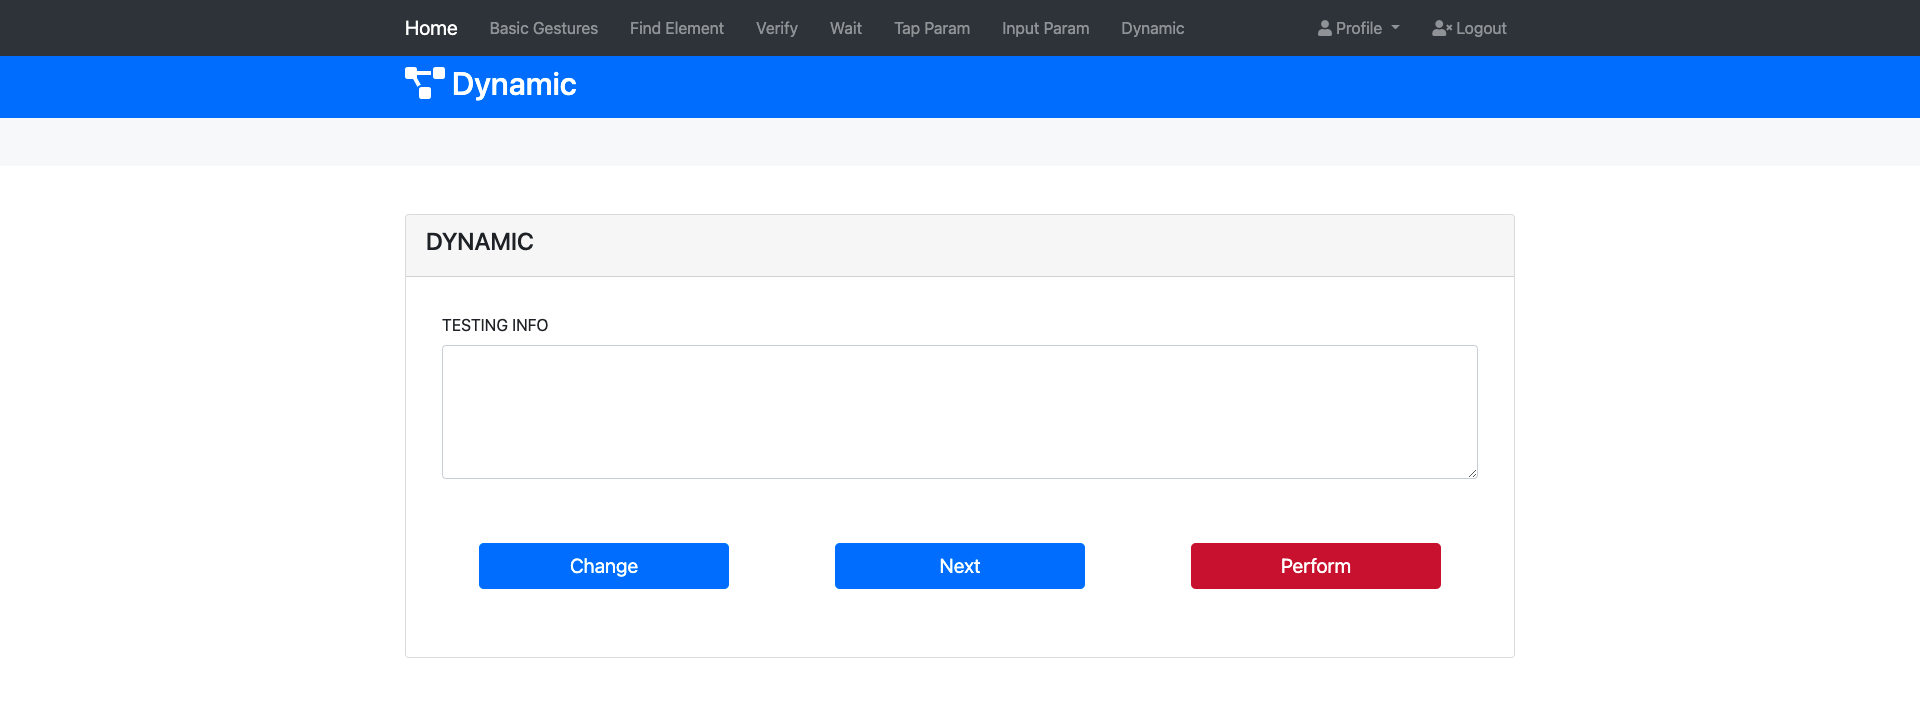 Home Basic Gestures Find Element Verify Wait Tap Param Input Param Dynamic Profile Logout
Dynamic
DYNAMIC
TESTING INFO
Change Next Perform